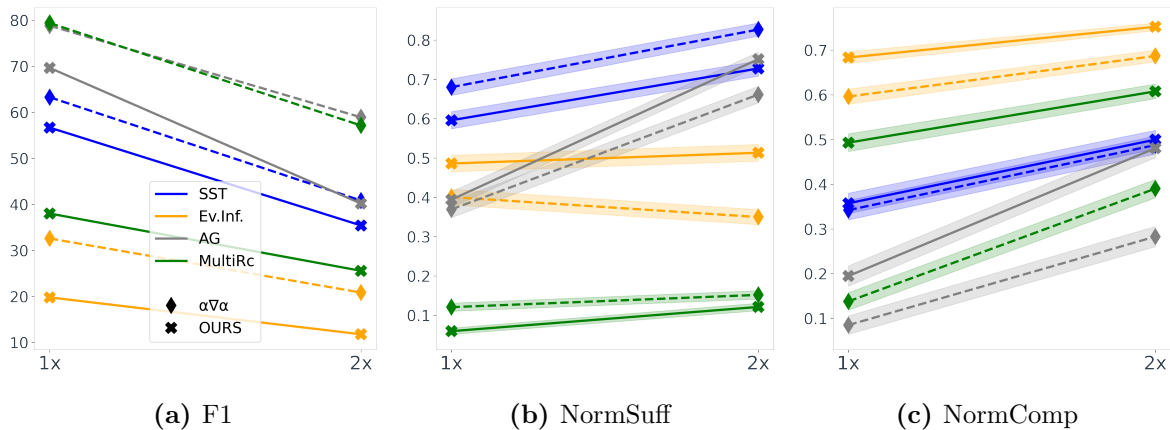 80
70
60
50
40
30
20
10
1x
2x
SST
Ev.Inf.
AG
MultiRc
α∇α
OURS
(a) F1
0.8
0.7
0.6
0.5
0.4
0.3
0.2
0.1
1x
2x
(b) NormSuff
0.7
0.6
0.5
0.4
0.3
0.2
0.1
1x
2x
(c) NormComp